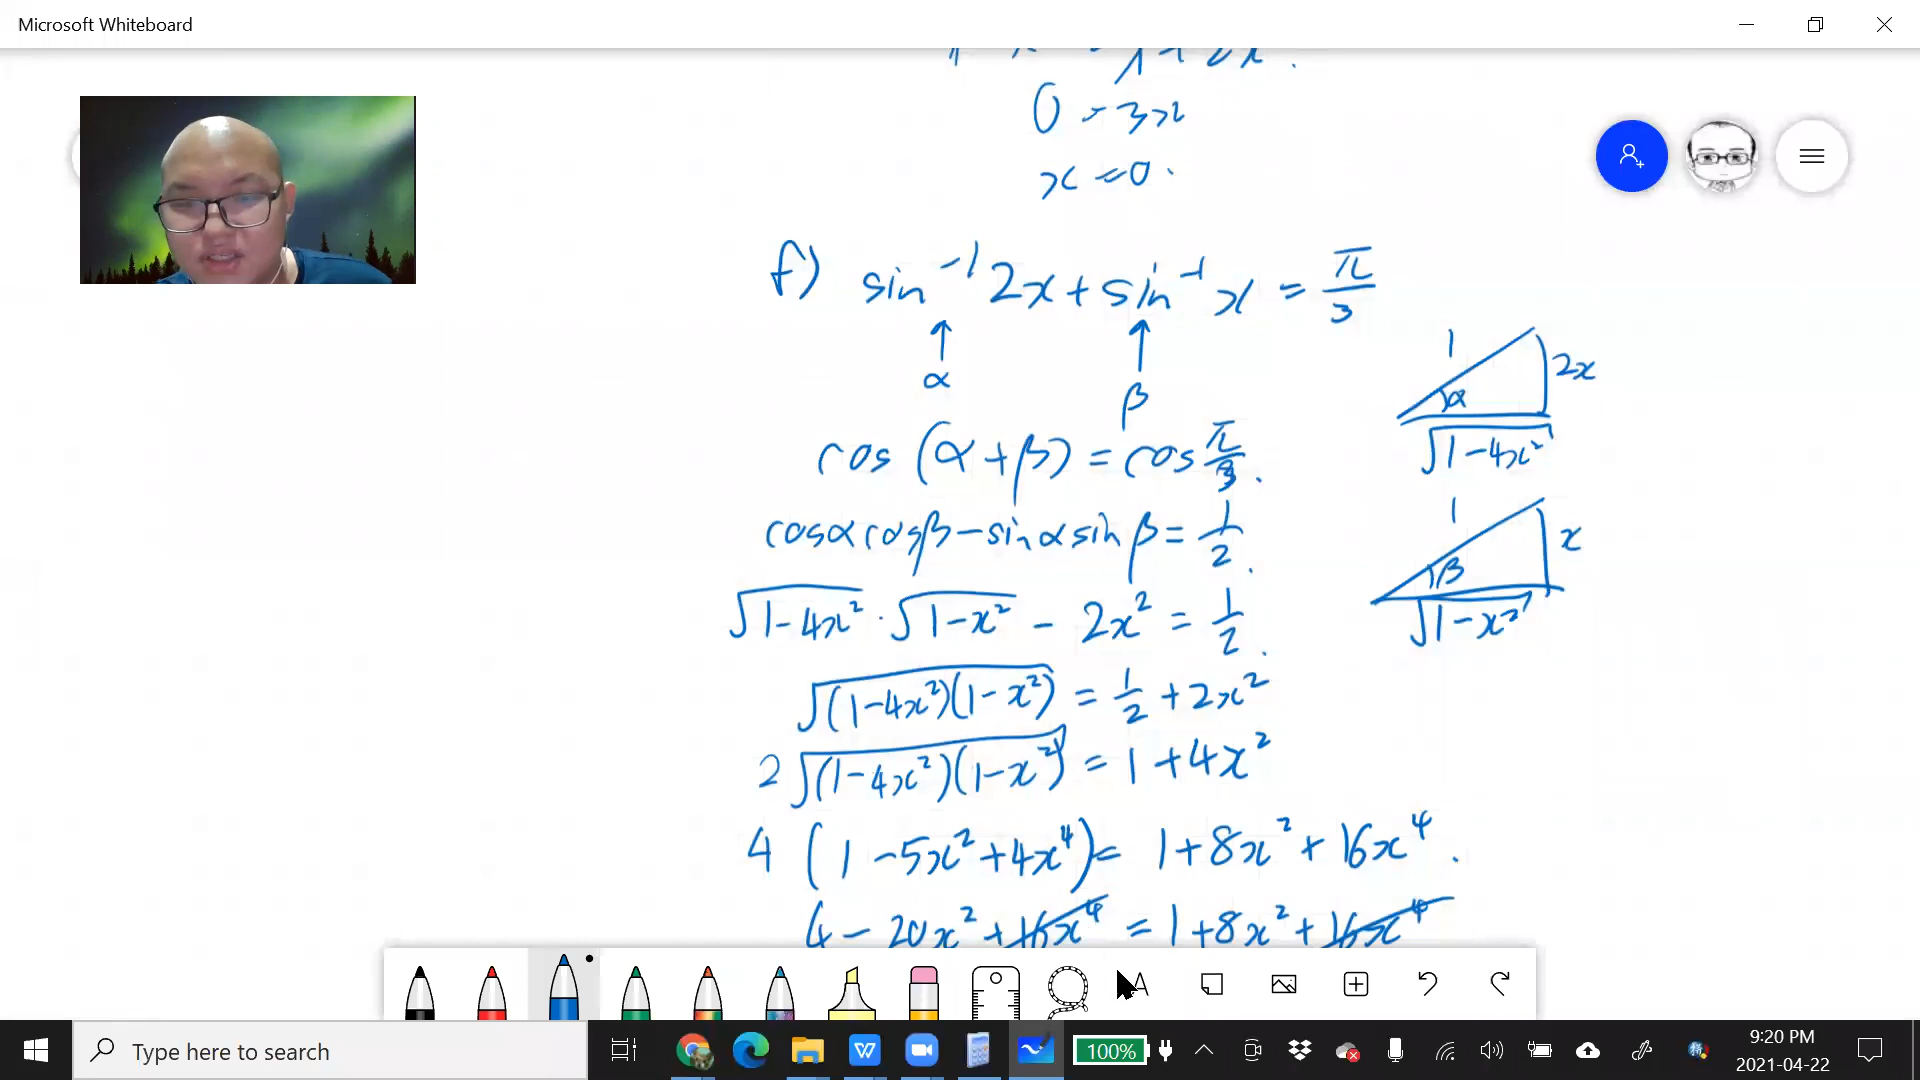 Microsoft Whiteboard
0 = 3x
x = 0.
f) sin⁻¹ 2x + sin⁻¹ x = π/3
α
β
1
2x
α
√(1-4x²)
cos (α+β) = cos π/3.
1
x
β
√(1-x²)
cosα cosβ - sinα sinβ = 1/2.
√(1-4x²) · √(1-x²) - 2x² = 1/2.
√((1-4x²)(1-x²)) = 1/2 + 2x²
2√((1-4x²)(1-x²)) = 1 + 4x²
4 (1 - 5x² + 4x⁴) = 1 + 8x² + 16x⁴.
4 - 20x² + 16x⁴ = 1 + 8x² + 16x⁴
A
Type here to search
100%
9:20 PM
2021-04-22